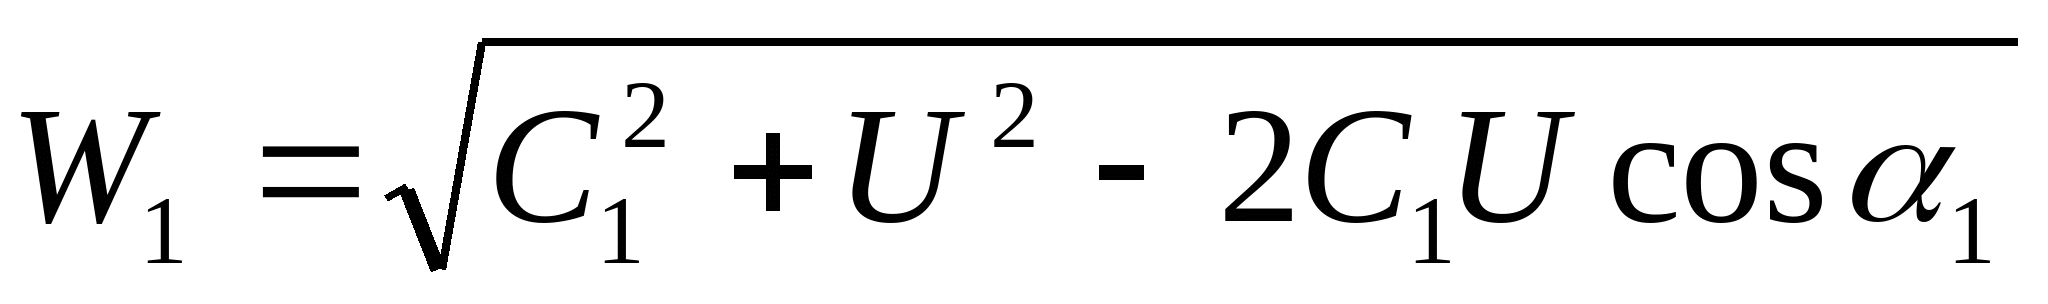 W₁ = √(C₁² + U² - 2C₁U cos α₁)